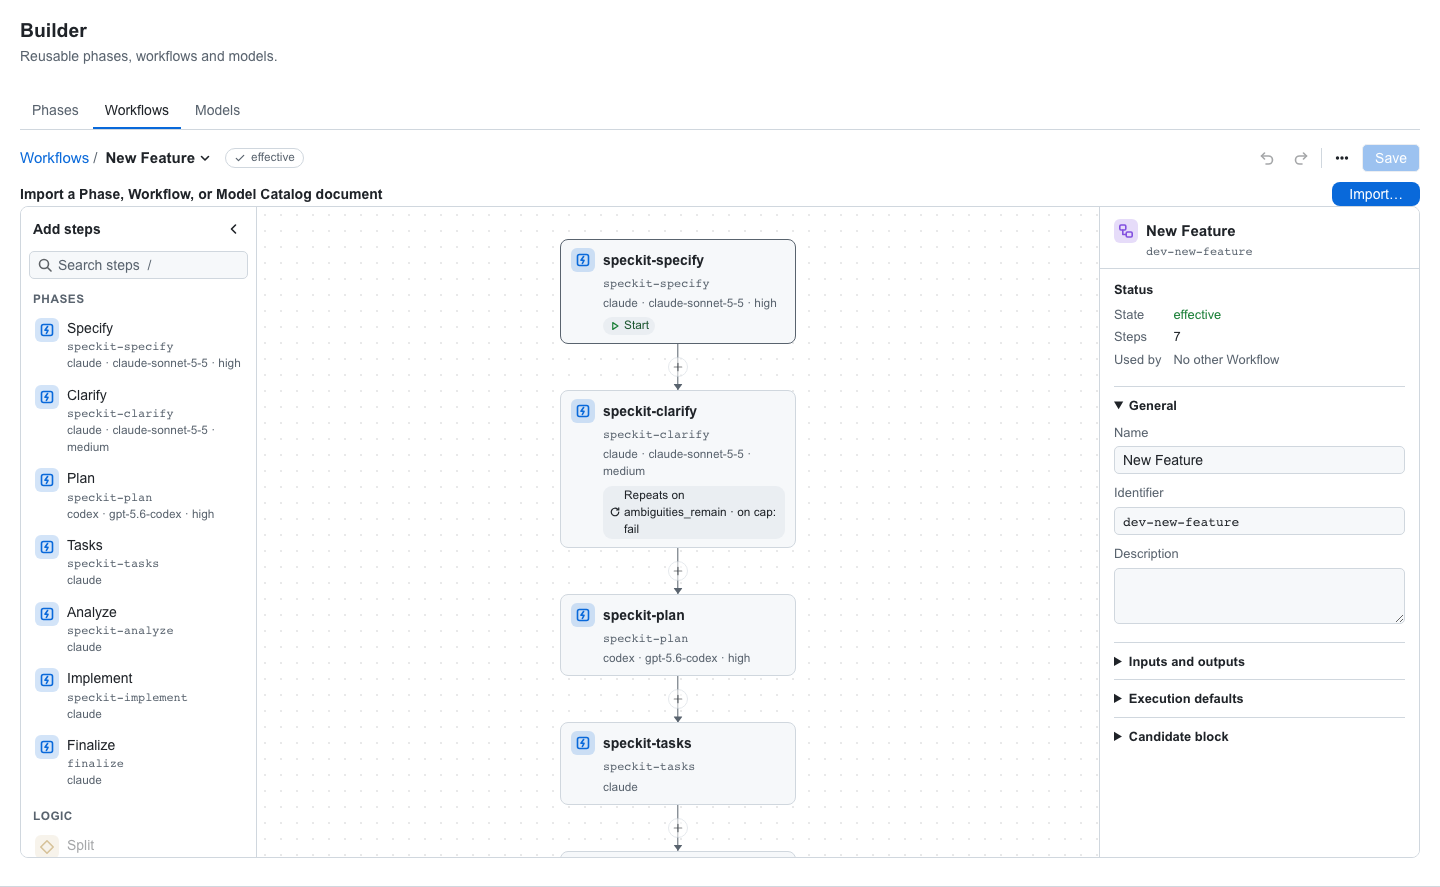 Builder
Reusable phases, workflows and models.
Phases
Workflows
Models
Workflows / New Feature
effective
Save
Import a Phase, Workflow, or Model Catalog document
Import...
Add steps
Search steps /
PHASES
Specify
speckit-specify
claude · claude-sonnet-5-5 · high
Clarify
speckit-clarify
claude · claude-sonnet-5-5 ·
medium
Plan
speckit-plan
codex · gpt-5.6-codex · high
Tasks
speckit-tasks
claude
Analyze
speckit-analyze
claude
Implement
speckit-implement
claude
Finalize
finalize
claude
LOGIC
Split
speckit-specify
speckit-specify
claude · claude-sonnet-5-5 · high
Start
speckit-clarify
speckit-clarify
claude · claude-sonnet-5-5 ·
medium
Repeats on
ambiguities_remain · on cap:
fail
speckit-plan
speckit-plan
codex · gpt-5.6-codex · high
speckit-tasks
speckit-tasks
claude
New Feature
dev-new-feature
Status
State effective
Steps 7
Used by No other Workflow
General
Name
New Feature
Identifier
dev-new-feature
Description
Inputs and outputs
Execution defaults
Candidate block